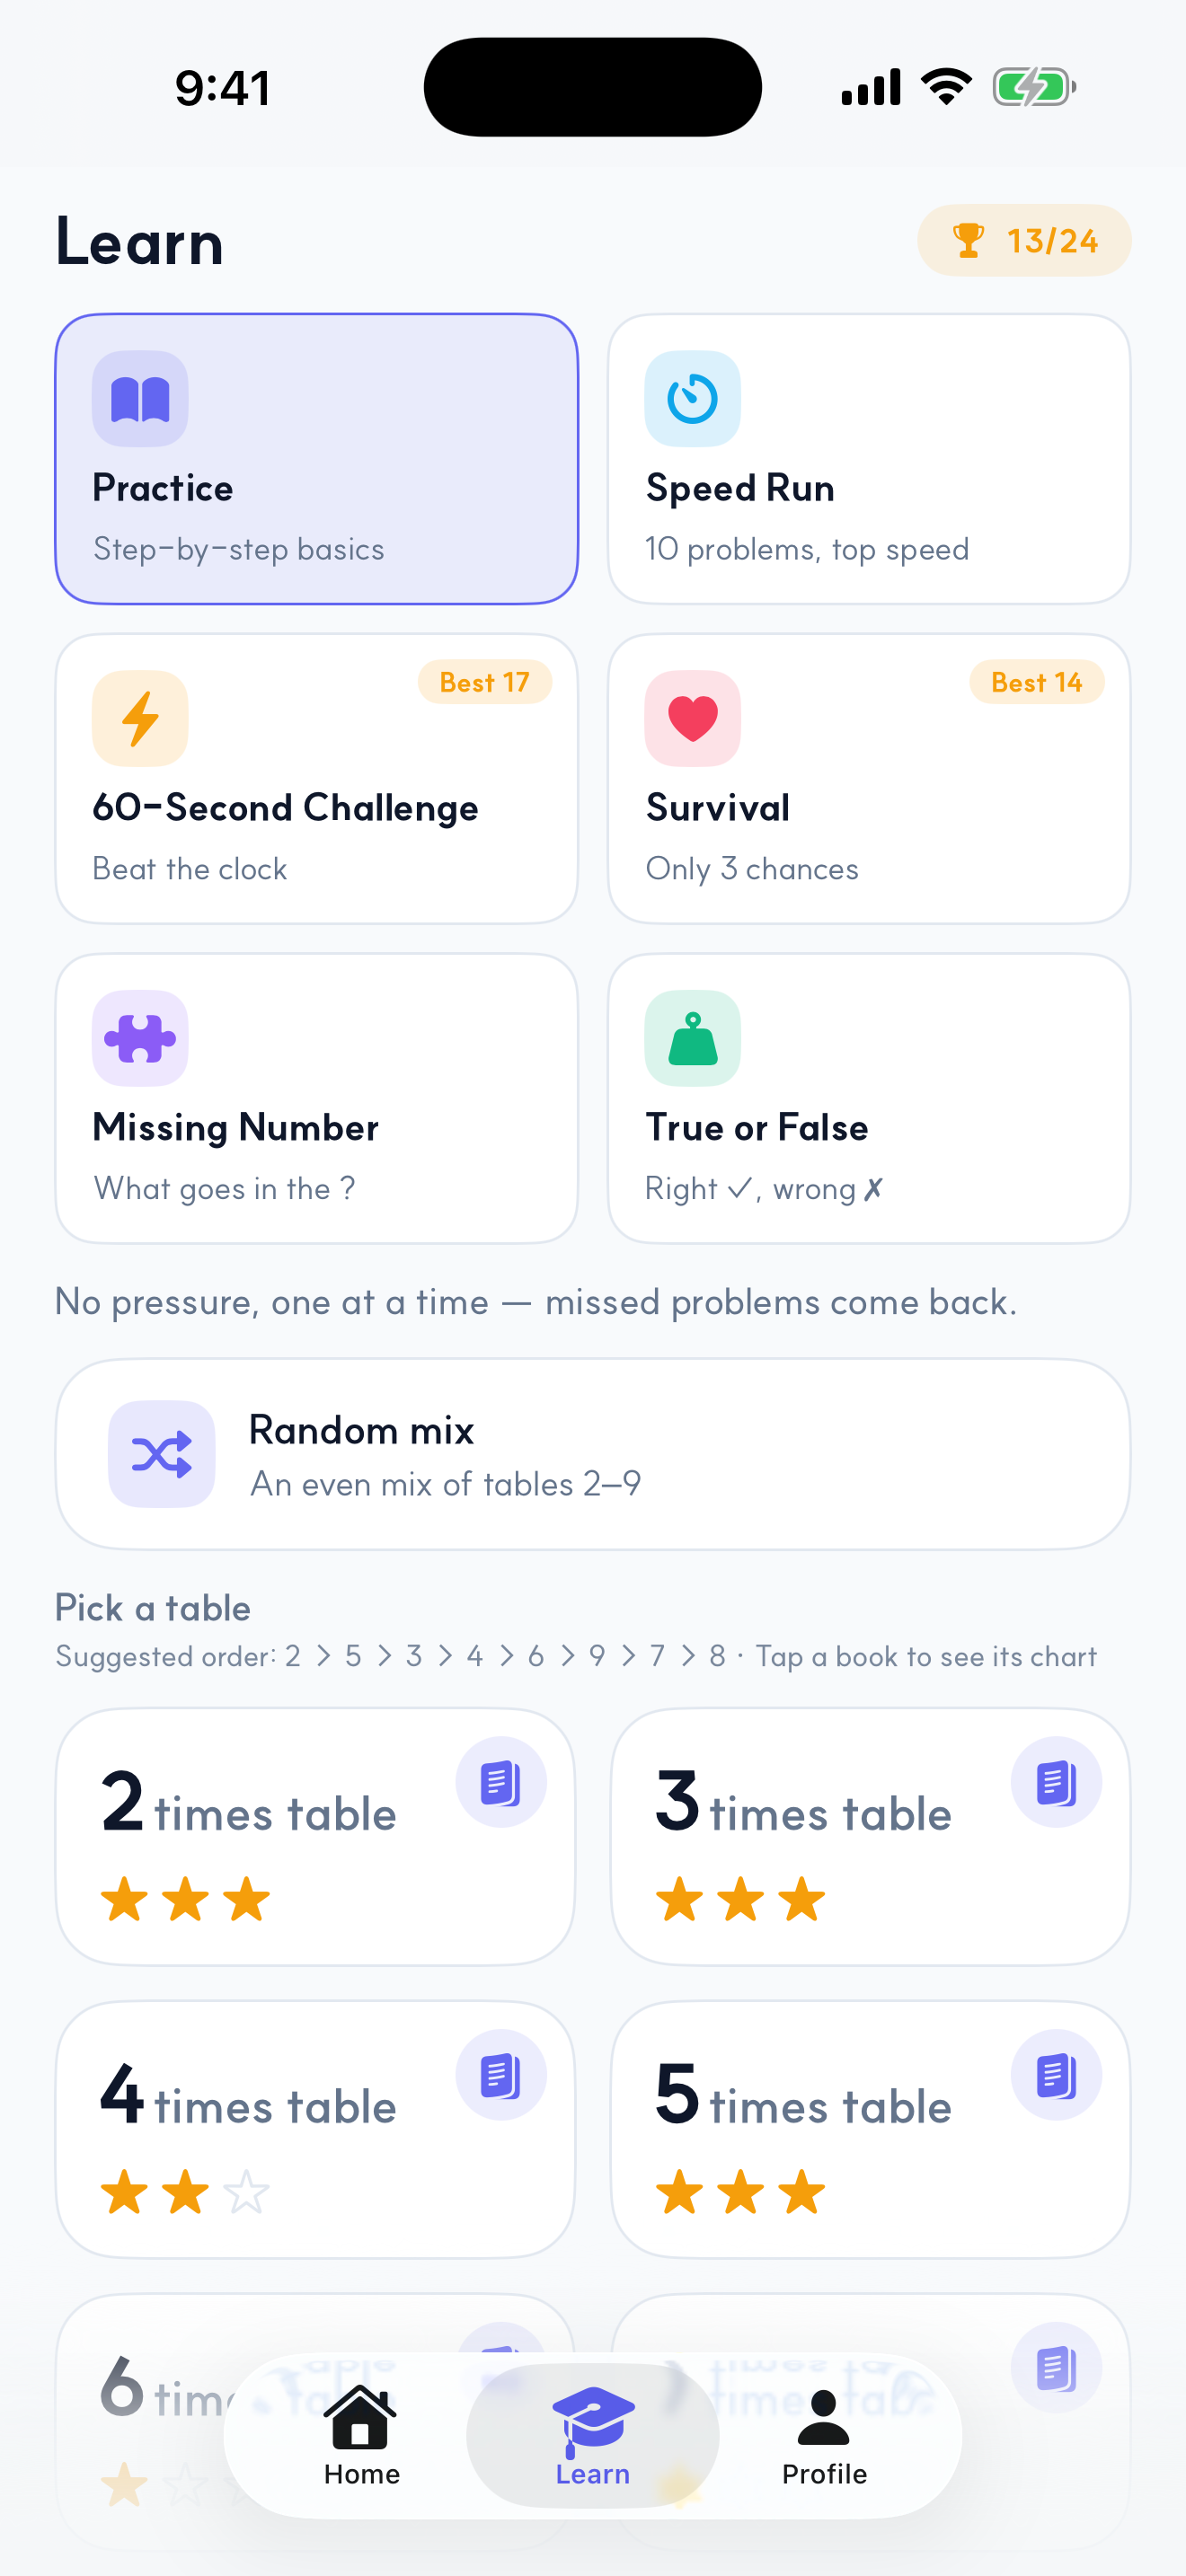 9:41
Learn
13/24
Practice
Step-by-step basics
Speed Run
10 problems, top speed
Best 17
60-Second Challenge
Beat the clock
Best 14
Survival
Only 3 chances
Missing Number
What goes in the ?
True or False
Right ✓, wrong ✗
No pressure, one at a time — missed problems come back.
Random mix
An even mix of tables 2–9
Pick a table
Suggested order: 2 > 5 > 3 > 4 > 6 > 9 > 7 > 8 · Tap a book to see its chart
2 times table
3 times table
4 times table
5 times table
6 times table
times table
Home
Learn
Profile